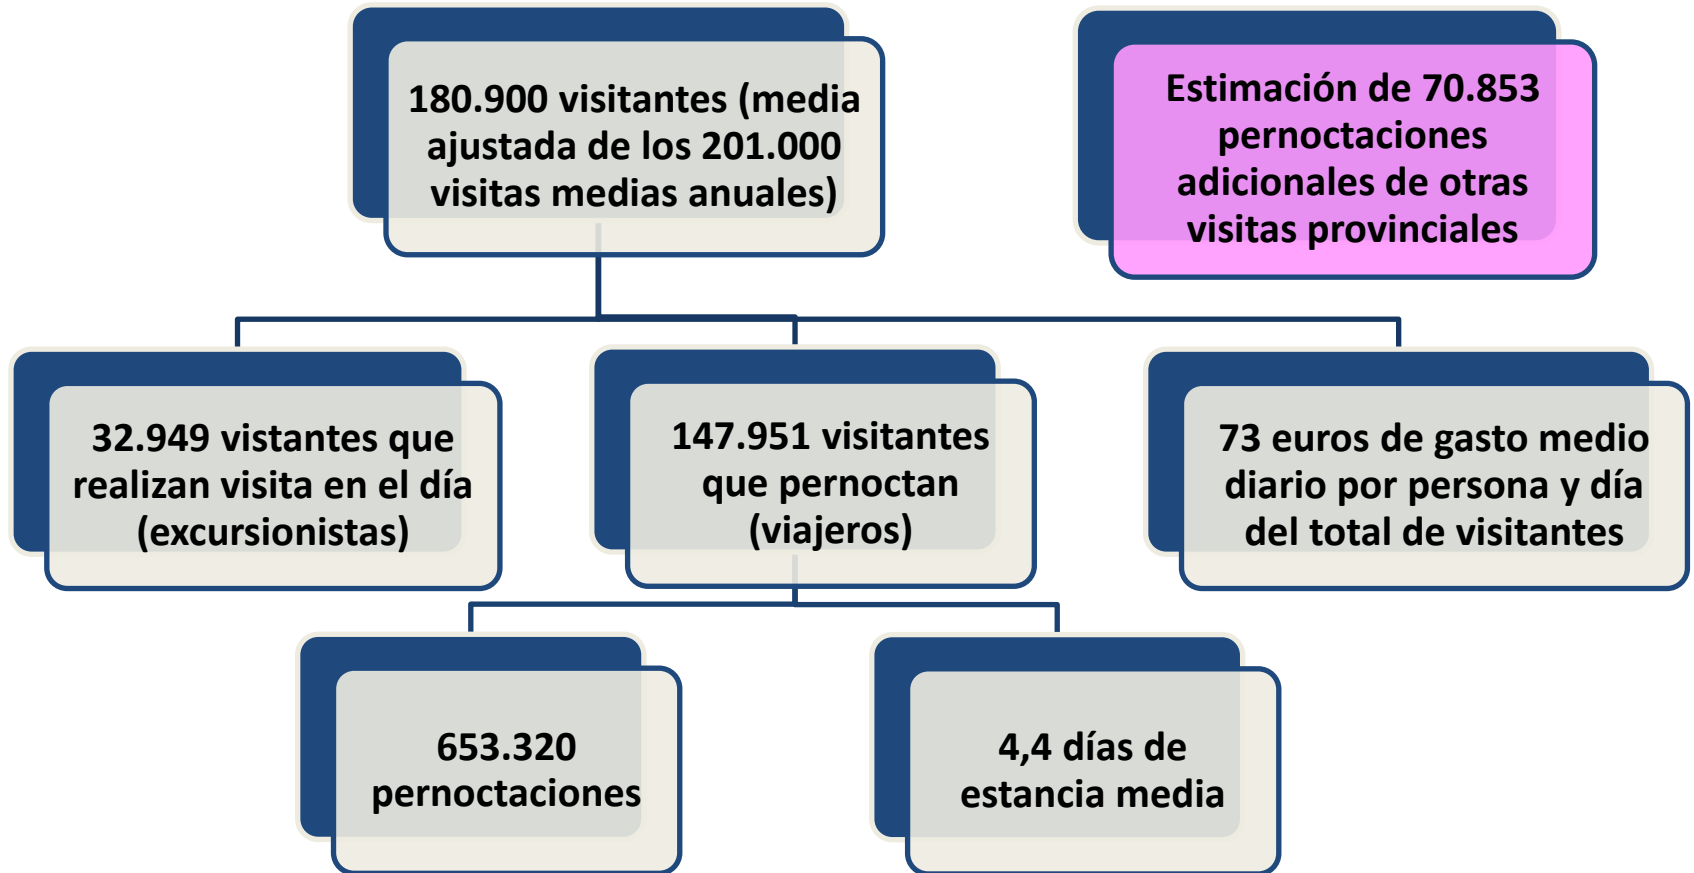 180.900 visitantes (media
ajustada de los 201.000
visitas medias anuales)
Estimación de 70.853
pernoctaciones
adicionales de otras
visitas provinciales
32.949 vistantes que
realizan visita en el día
(excursionistas)
147.951 visitantes
que pernoctan
(viajeros)
73 euros de gasto medio
diario por persona y día
del total de visitantes
653.320
pernoctaciones
4,4 días de
estancia media